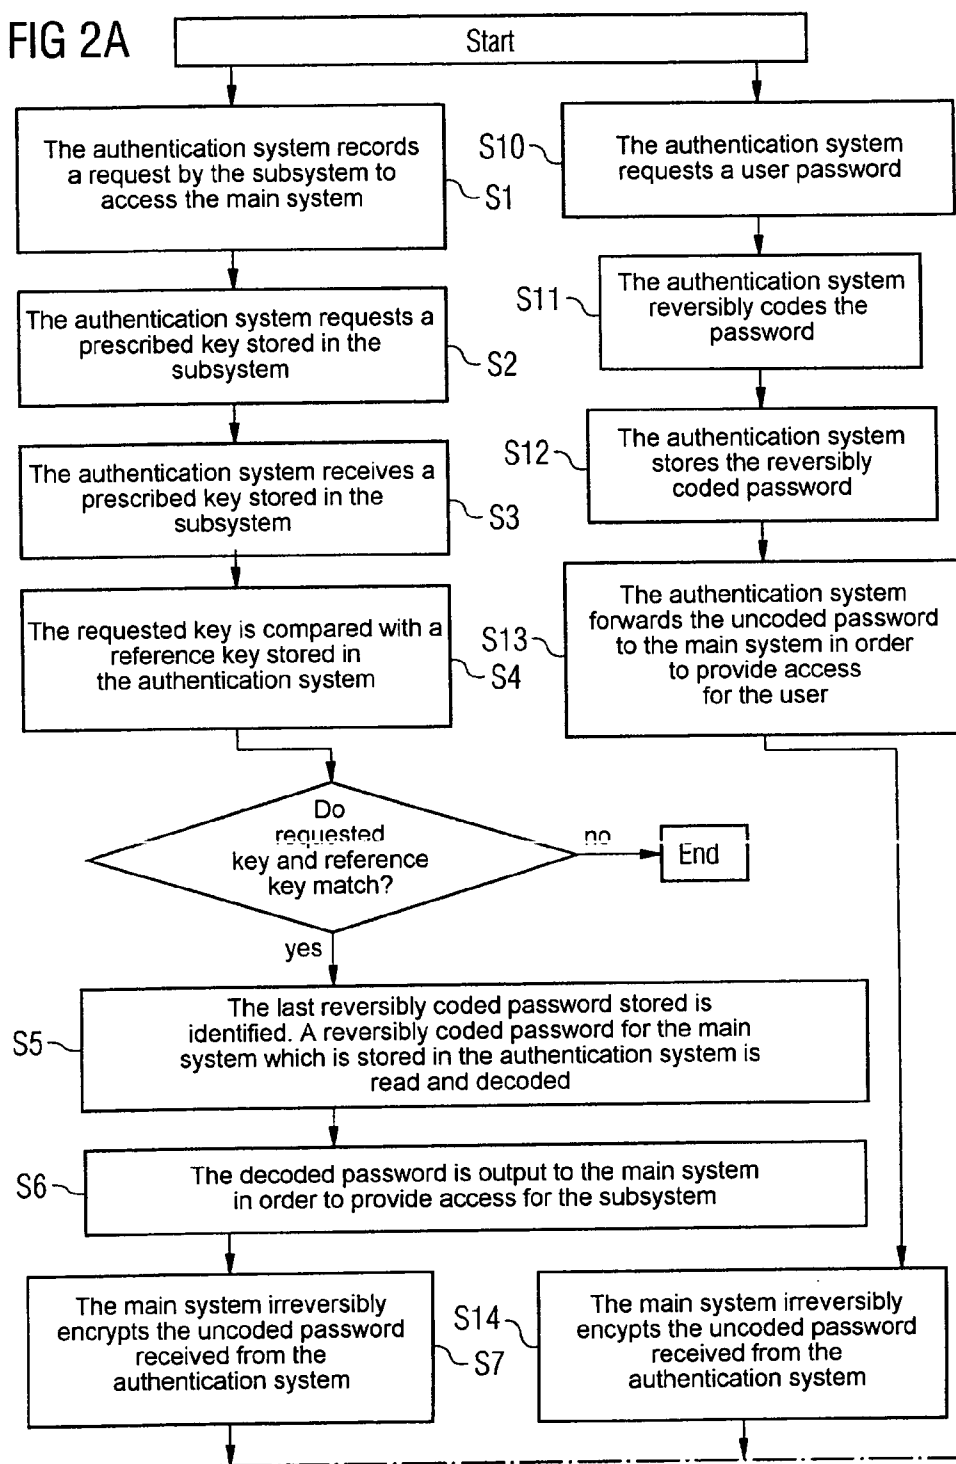 FIG 2A
Start
The authentication system records
a request by the subsystem to
access the main system
S1
The authentication system requests a
prescribed key stored in the
subsystem
S2
The authentication system receives a
prescribed key stored in the
subsystem
S3
The requested key is compared with a
reference key stored in
the authentication system
S4
S10
The authentication system
requests a user password
S11
The authentication system
reversibly codes the
password
S12
The authentication system
stores the reversibly
coded password
S13
The authentication system
forwards the uncoded password
to the main system in order
to provide access
for the user
Do
requested
key and reference
key match?
no
End
yes
S5
The last reversibly coded password stored is
identified. A reversibly coded password for the main
system which is stored in the authentication system is
read and decoded
S6
The decoded password is output to the main system
in order to provide access for the subsystem
The main system irreversibly
encrypts the uncoded password
received from the
authentication system
S7
S14
The main system irreversibly
encypts the uncoded password
received from the
authentication system